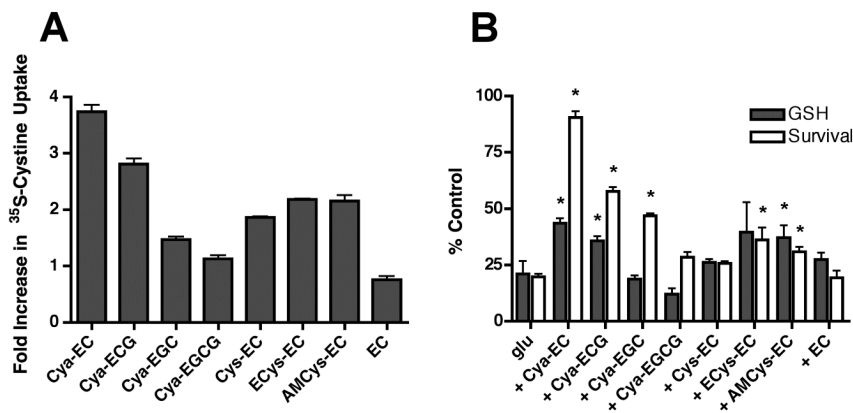 A
Fold Increase in ³⁵S-Cystine Uptake
4
3
2
1
0
Cya-EC
Cya-ECG
Cya-EGC
Cya-EGCG
Cys-EC
ECys-EC
AMCys-EC
EC
B
% Control
100
75
50
25
0
GSH
Survival
* *
* *
*
*
* *
glu
+ Cya-EC
+ Cya-ECG
+ Cya-EGC
+ Cya-EGCG
+ Cys-EC
+ ECys-EC
+ AMCys-EC
+ EC